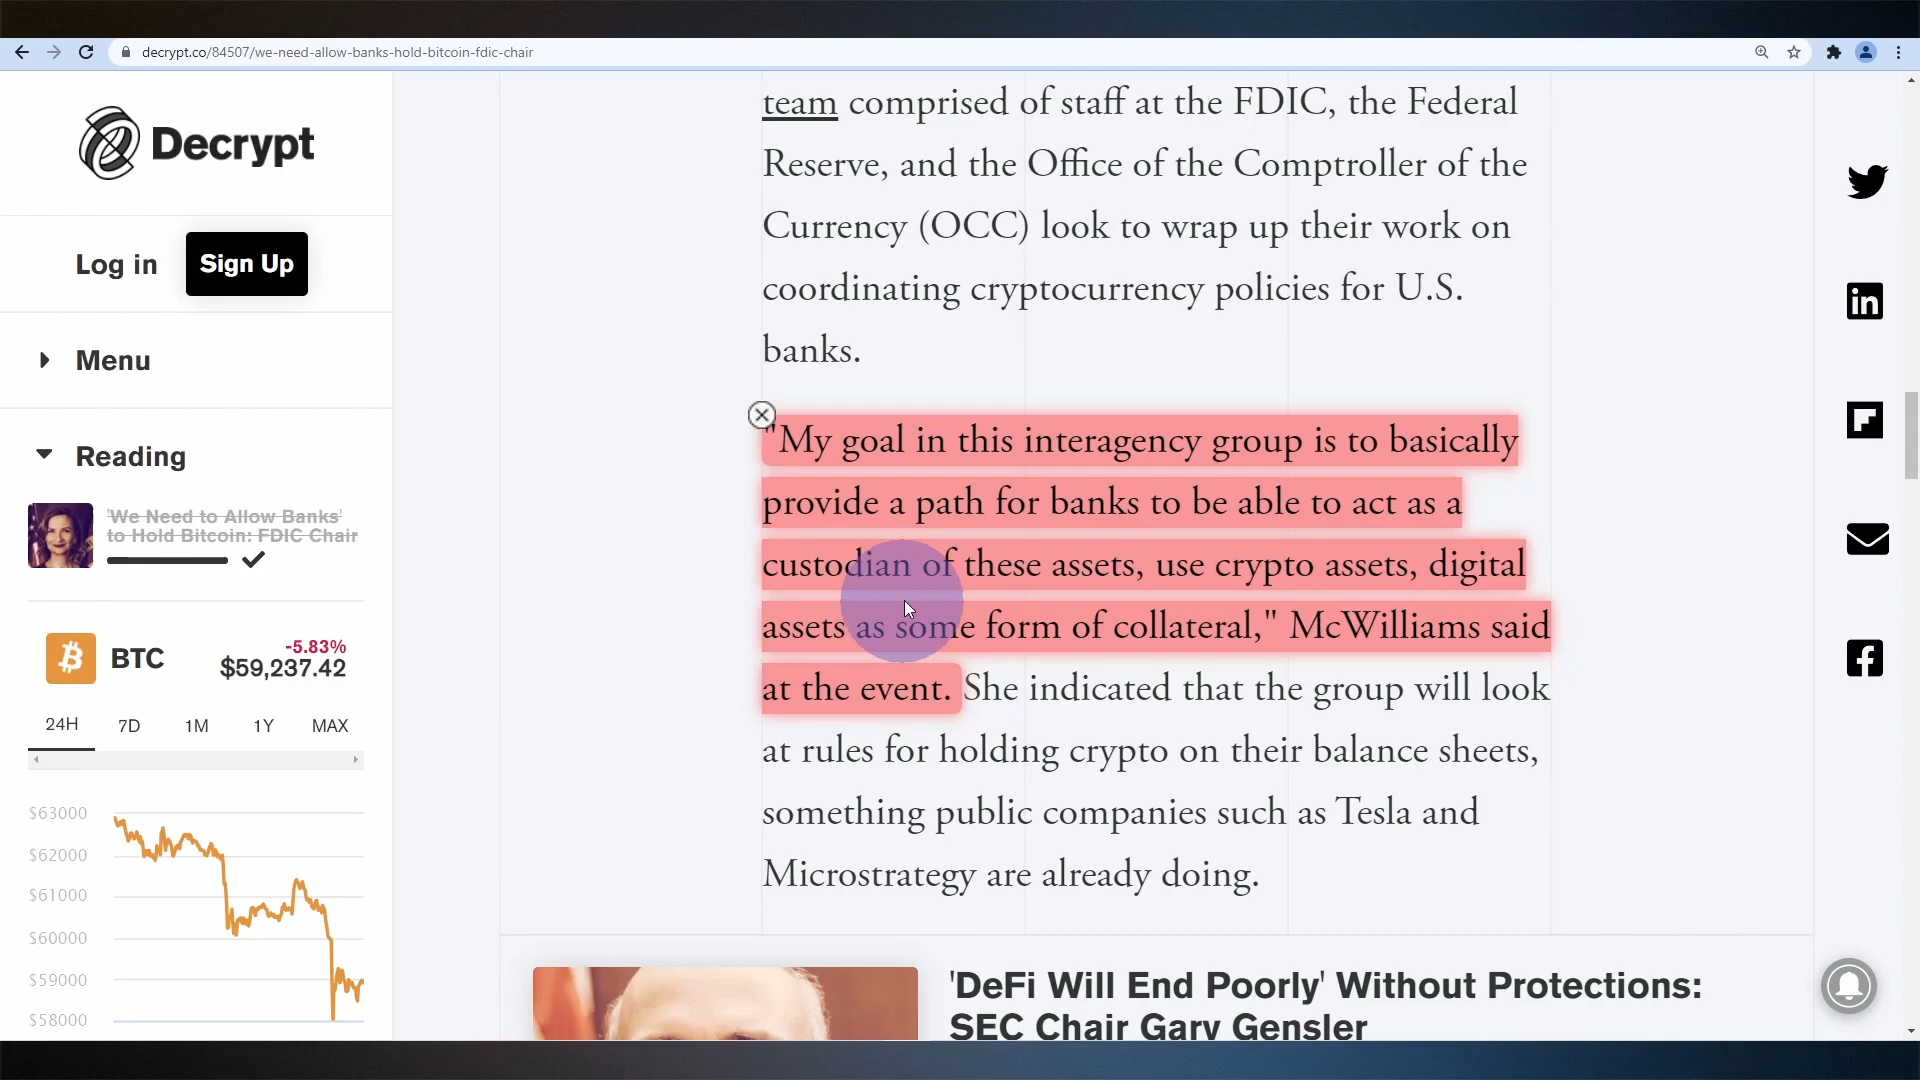 decrypt.co/84507/we-need-allow-banks-hold-bitcoin-fdic-chair
Decrypt
Log in
Sign Up
Menu
Reading
'We Need to Allow Banks'
to Hold Bitcoin: FDIC Chair
BTC
-5.83%
$59,237.42
24H 7D 1M 1Y MAX
$63000
$62000
$61000
$60000
$59000
$58000
team comprised of staff at the FDIC, the Federal
Reserve, and the Office of the Comptroller of the
Currency (OCC) look to wrap up their work on
coordinating cryptocurrency policies for U.S.
banks.
"My goal in this interagency group is to basically
provide a path for banks to be able to act as a
custodian of these assets, use crypto assets, digital
assets as some form of collateral," McWilliams said
at the event. She indicated that the group will look
at rules for holding crypto on their balance sheets,
something public companies such as Tesla and
Microstrategy are already doing.
'DeFi Will End Poorly' Without Protections:
SEC Chair Gary Gensler